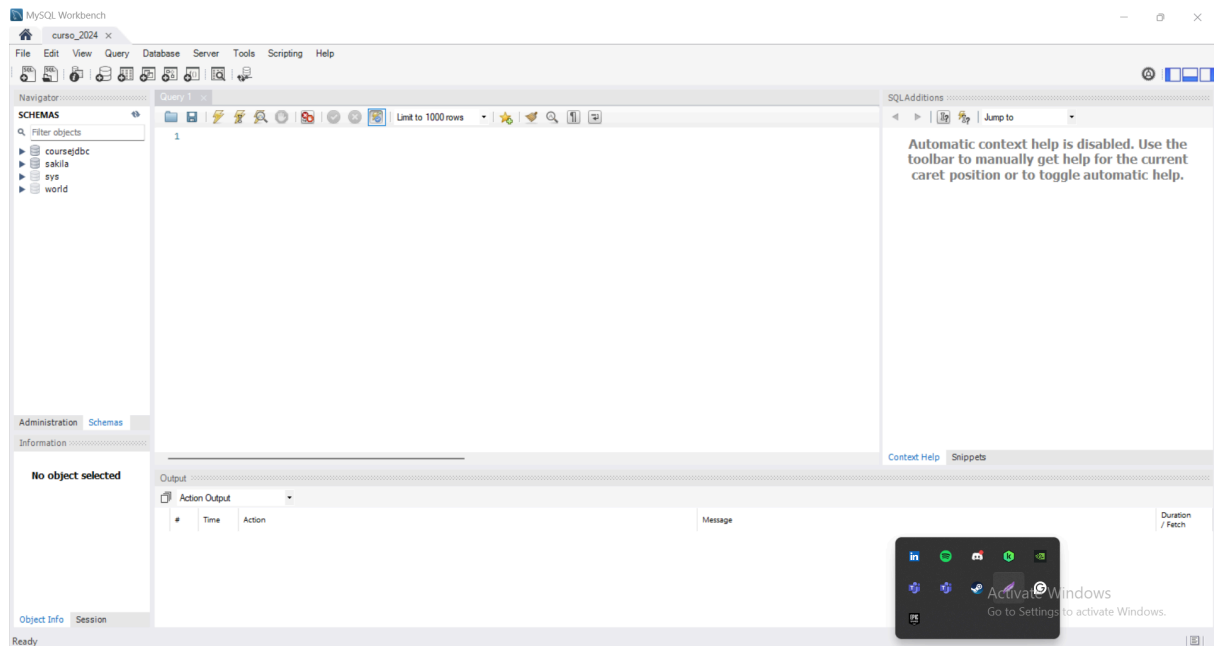 MySQL Workbench
curso_2024
File Edit View Query Database Server Tools Scripting Help
Navigator
SCHEMAS
Filter objects
coursejdbc
sakila
sys
world
Administration Schemas
Information
No object selected
Object Info Session
Ready
Query 1
Limit to 1000 rows
1
Output
Action Output
# Time Action Message Duration / Fetch
SQLAdditions
Jump to
Automatic context help is disabled. Use the
toolbar to manually get help for the current
caret position or to toggle automatic help.
Context Help Snippets
Activate Windows
Go to Settings to activate Windows.